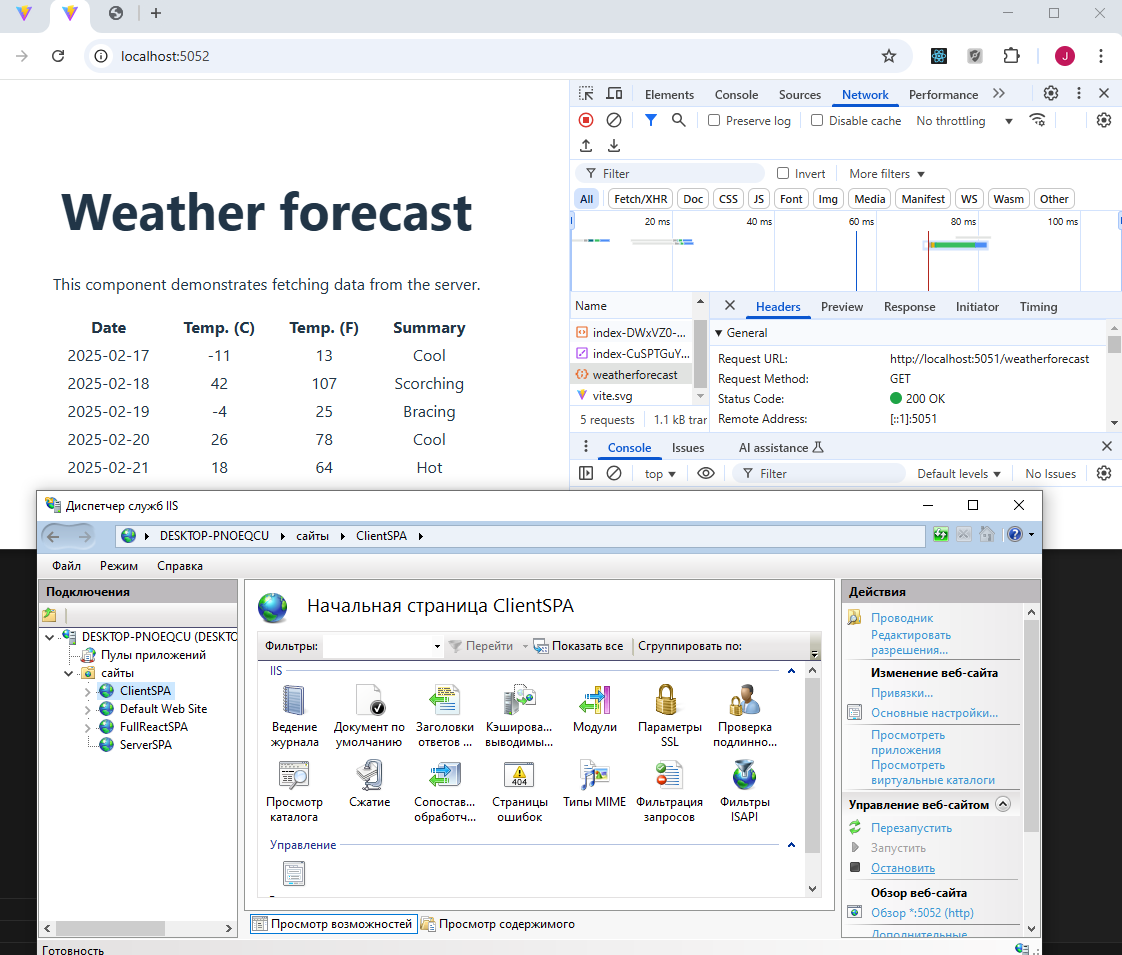 localhost:5052
J
Elements Console Sources Network Performance
Preserve log Disable cache No throttling
Filter Invert More filters
All Fetch/XHR Doc CSS JS Font Img Media Manifest WS Wasm Other
20 ms 40 ms 60 ms 80 ms 100 ms
Weather forecast
This component demonstrates fetching data from the server.
Date Temp. (C) Temp. (F) Summary
2025-02-17 -11 13 Cool
2025-02-18 42 107 Scorching
2025-02-19 -4 25 Bracing
2025-02-20 26 78 Cool
2025-02-21 18 64 Hot
Name
index-DWxVZ0-...
index-CuSPTGuY...
weatherforecast
vite.svg
5 requests 1.1 kB trar
Headers Preview Response Initiator Timing
General
Request URL: http://localhost:5051/weatherforecast
Request Method: GET
Status Code: 200 OK
Remote Address: [::1]:5051
Console Issues AI assistance
top Filter Default levels No Issues
Диспетчер служб IIS
DESKTOP-PNOEQCU сайты ClientSPA
Файл Режим Справка
Подключения
DESKTOP-PNOEQCU (DESKTO
Пулы приложений
сайты
ClientSPA
Default Web Site
FullReactSPA
ServerSPA
Начальная страница ClientSPA
Фильтры: Перейти Показать все Сгруппировать по:
IIS
Ведение журнала
Документ по умолчанию
Заголовки ответов ...
Кэширова... выводимы...
Модули
Параметры SSL
Проверка подлинно...
Просмотр каталога
Сжатие
Сопостав... обработч...
Страницы ошибок
404
Типы MIME
Фильтрация запросов
Фильтры ISAPI
Управление
Просмотр возможностей Просмотр содержимого
Действия
Проводник
Редактировать
разрешения...
Изменение веб-сайта
Привязки...
Основные настройки...
Просмотреть
приложения
Просмотреть
виртуальные каталоги
Управление веб-сайтом
Перезапустить
Запустить
Остановить
Обзор веб-сайта
Обзор *:5052 (http)
Дополнительные
Готовность